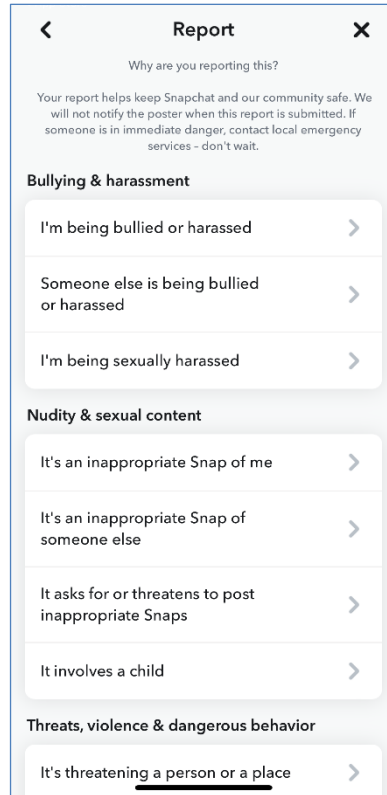 Report
Why are you reporting this?
Your report helps keep Snapchat and our community safe. We
will not notify the poster when this report is submitted. If
someone is in immediate danger, contact local emergency
services – don't wait.
Bullying & harassment
I'm being bullied or harassed
Someone else is being bullied
or harassed
I'm being sexually harassed
Nudity & sexual content
It's an inappropriate Snap of me
It's an inappropriate Snap of
someone else
It asks for or threatens to post
inappropriate Snaps
It involves a child
Threats, violence & dangerous behavior
It's threatening a person or a place